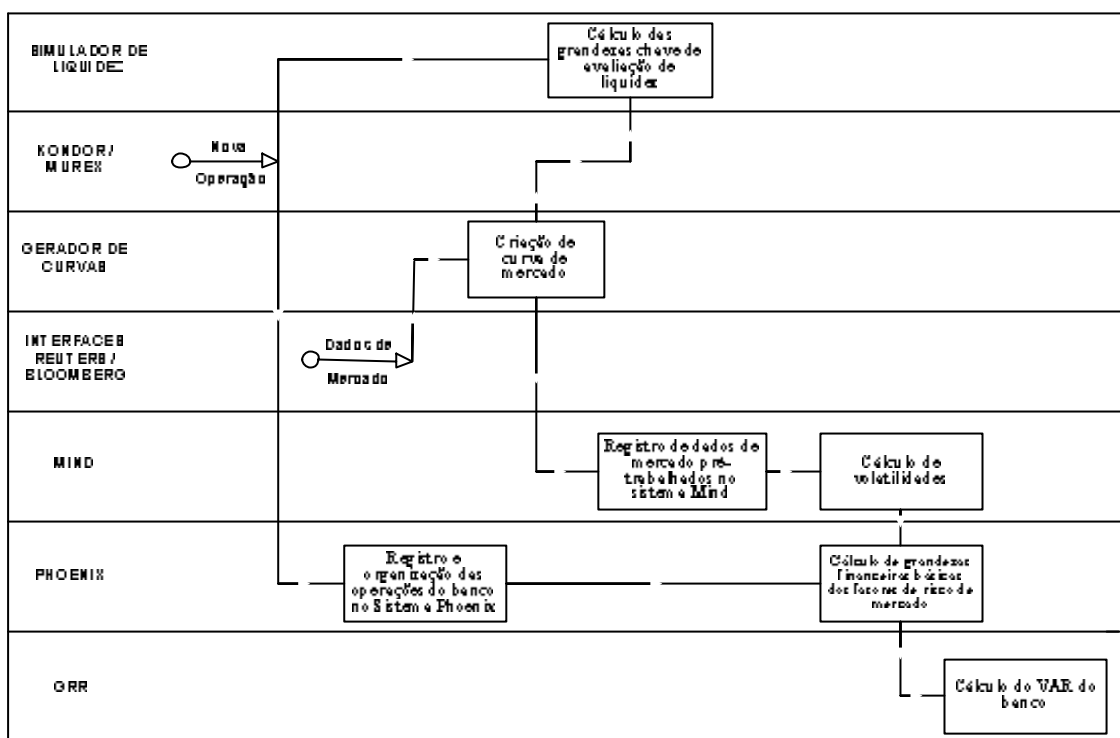 SIMULADOR DE
LIQUIDEZ
Cálculo das
grandezas chave de
avaliação de
liquidez
KONDOR/
MUREX
Nova
Operação
GERADOR DE
CURVAS
Criação de
curva de
mercado
INTERFACES
REUTERS/
BLOOMBERG
Dados de
Mercado
MIND
Registro de dados de
mercado pré-
trabalhados no
sistema Mind
Cálculo de
volatilidades
PHOENIX
Registro e
organização das
operações do banco
no Sistema Phoenix
Cálculo de grandezas
financeiras básicas
dos fatores de risco de
mercado
GRR
Cálculo do VAR do
banco